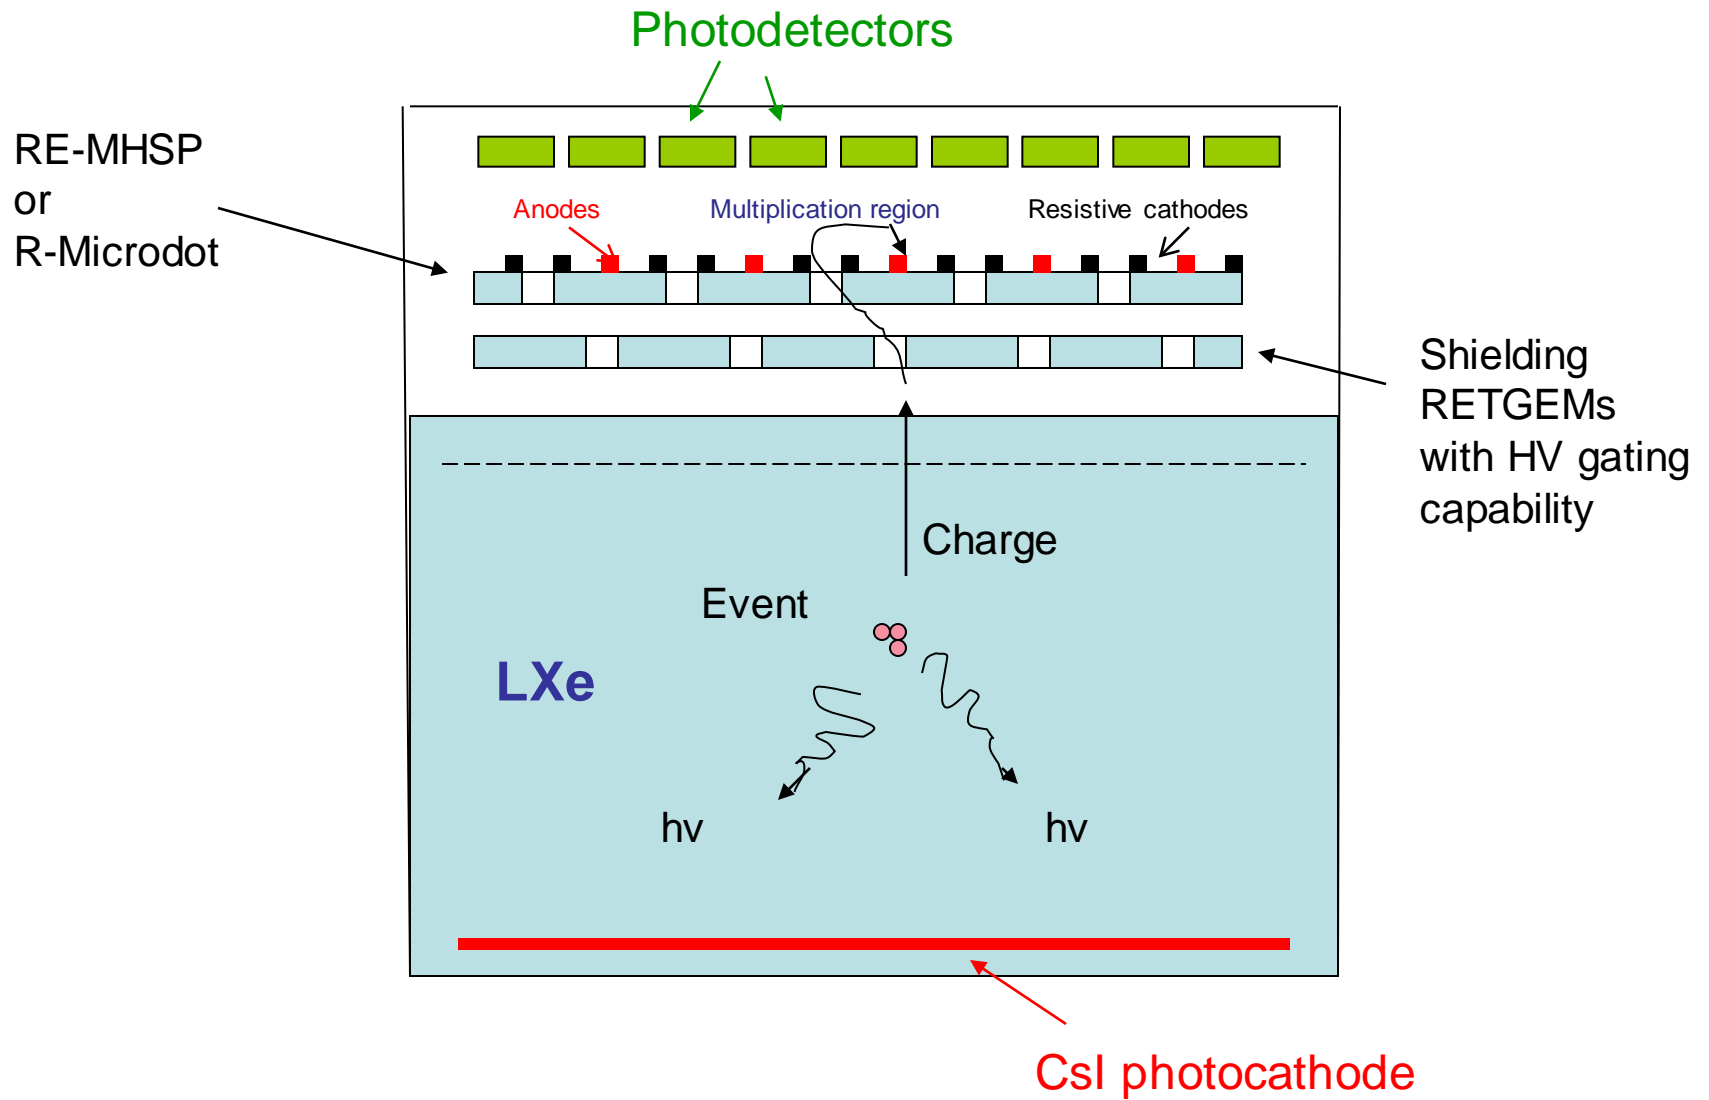 Photodetectors
RE-MHSP
or
R-Microdot
Anodes
Multiplication region
Resistive cathodes
Shielding
RETGEMs
with HV gating
capability
Charge
Event
LXe
hv
hv
CsI photocathode